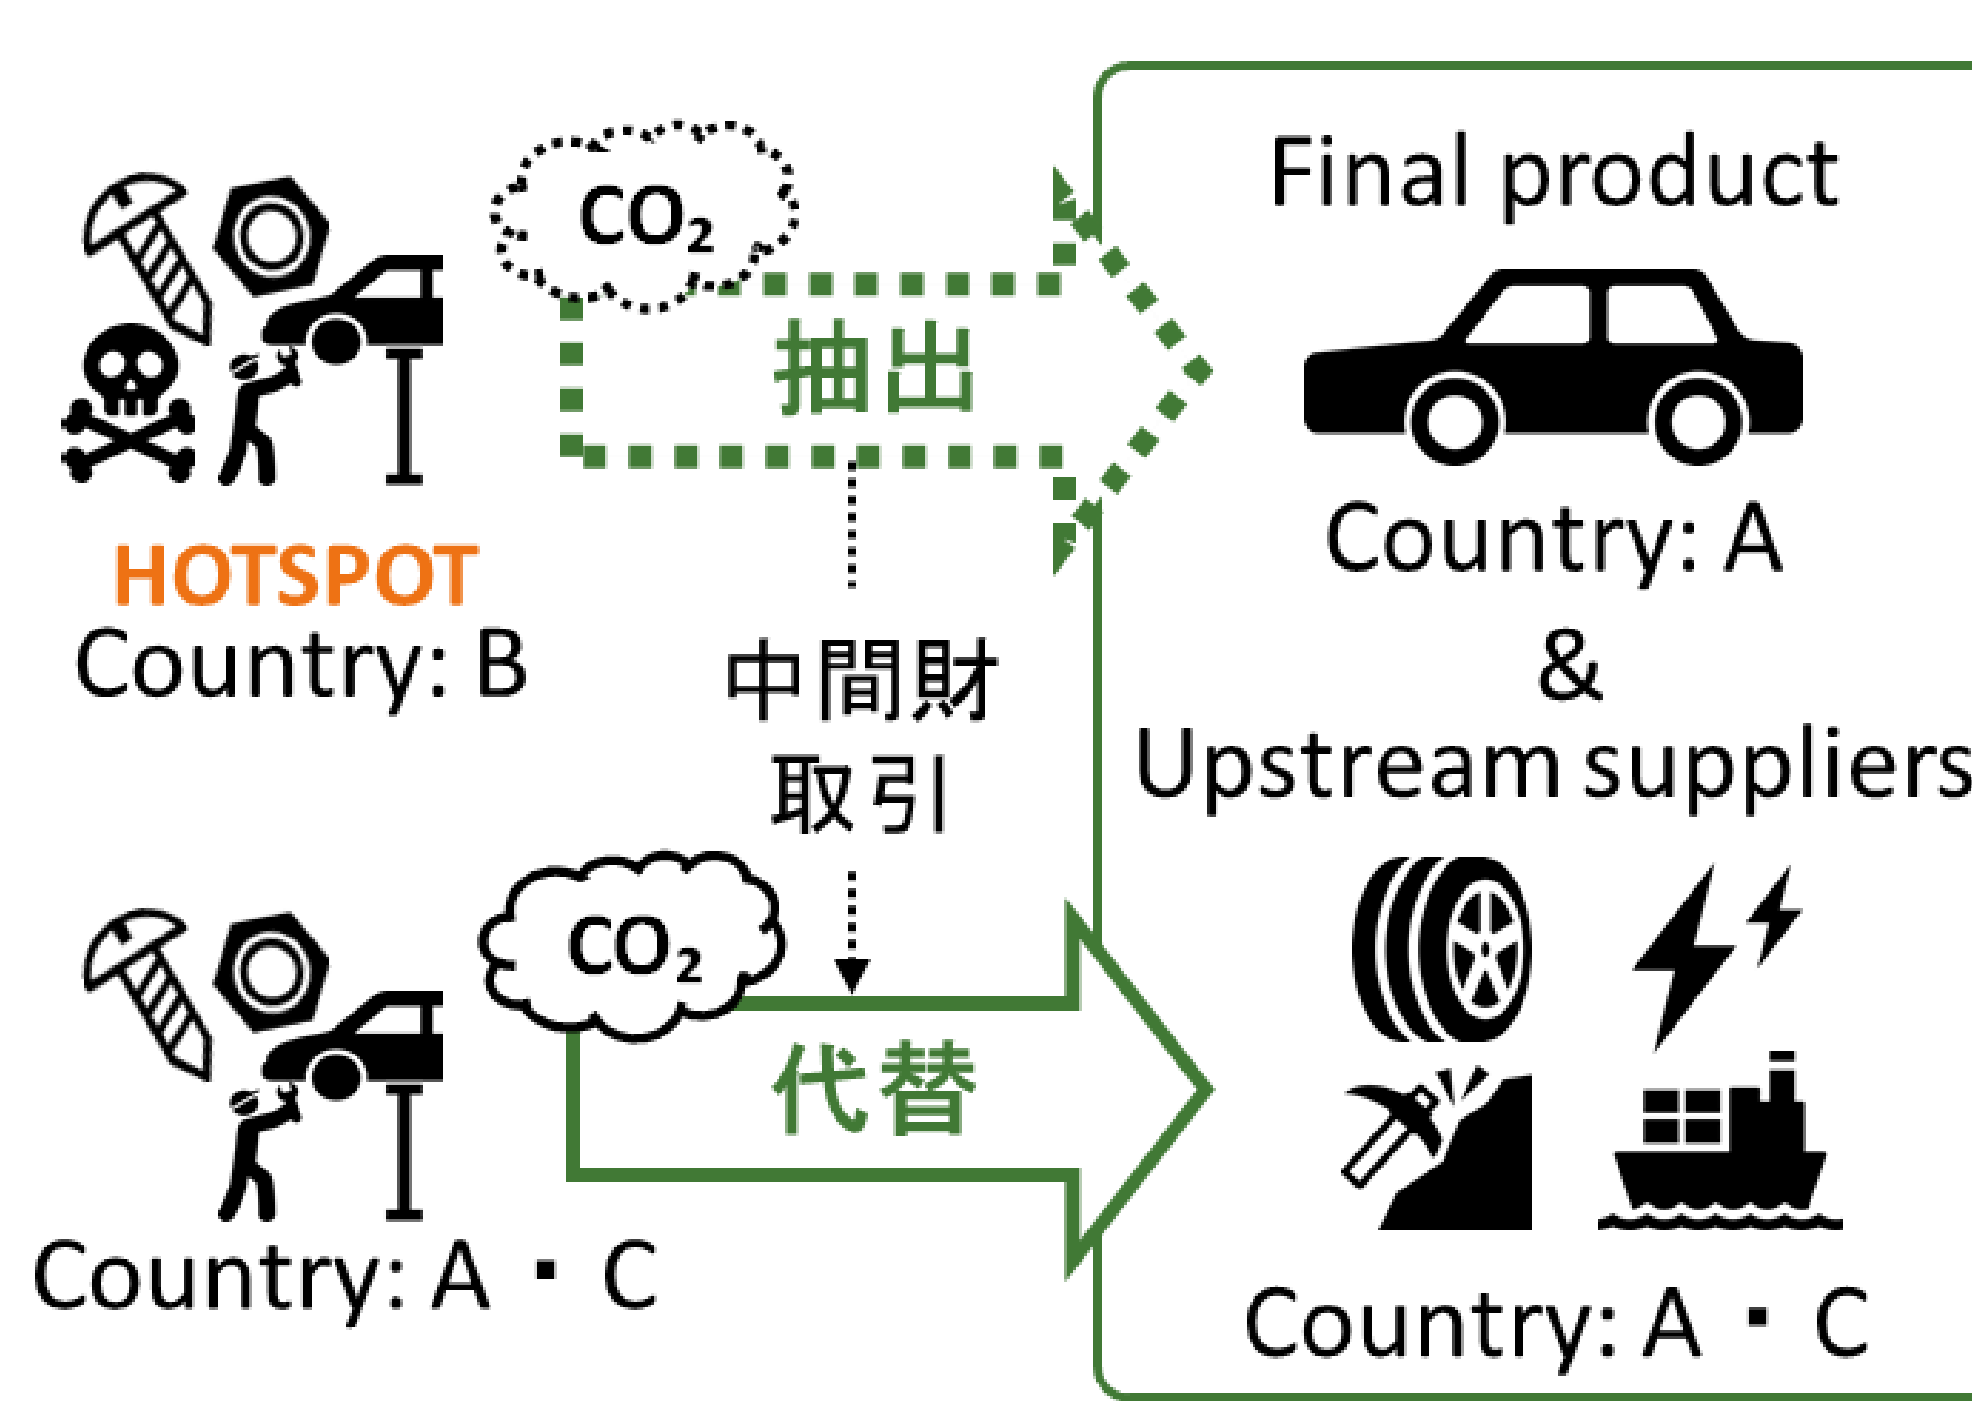 CO₂
抽出
HOTSPOT
Country: B
中間財
取引
CO₂
代替
Country: A・C
Final product
Country: A
&
Upstream suppliers
Country: A・C